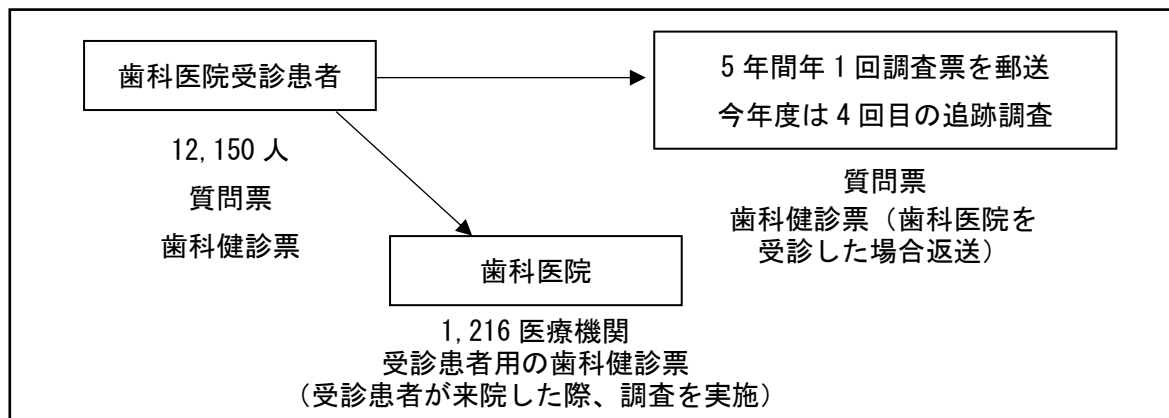 歯科医院受診患者
12,150 人
質問票
歯科健診票
5 年間年 1 回調査票を郵送
今年度は 4 回目の追跡調査
質問票
歯科健診票（歯科医院を
受診した場合返送）
歯科医院
1,216 医療機関
受診患者用の歯科健診票
（受診患者が来院した際、調査を実施）